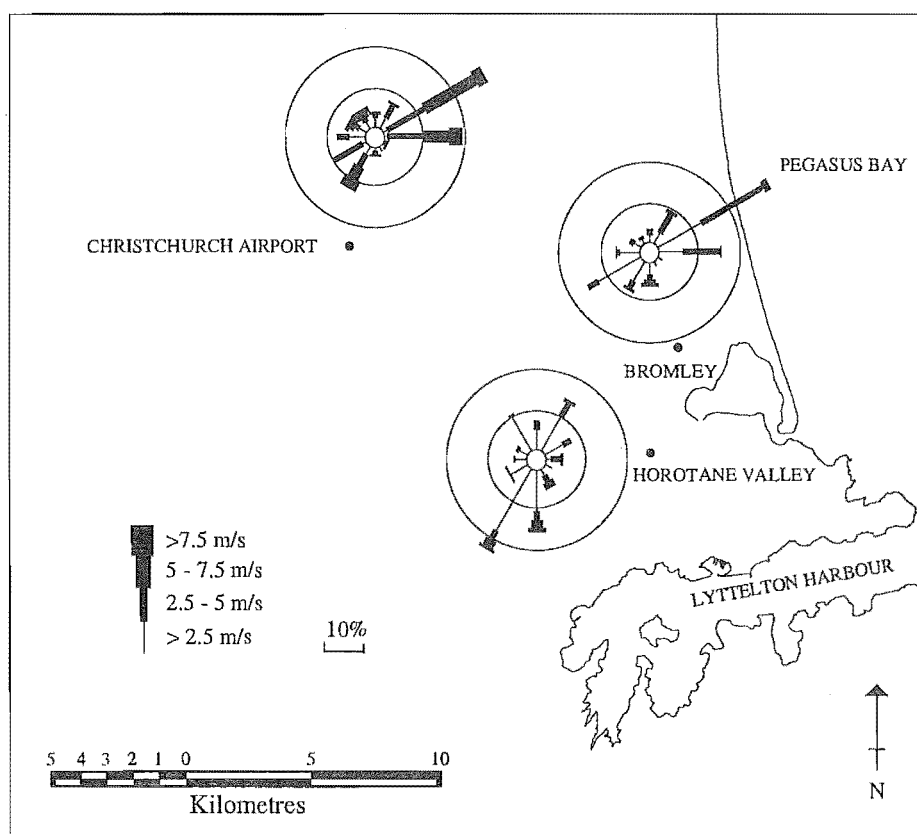 PEGASUS BAY
CHRISTCHURCH AIRPORT
BROMLEY
HOROTANE VALLEY
>7.5 m/s
5 - 7.5 m/s
2.5 - 5 m/s
> 2.5 m/s
10%
LYTTELTON HARBOUR
5 4 3 2 1 0 5 10
Kilometres
N